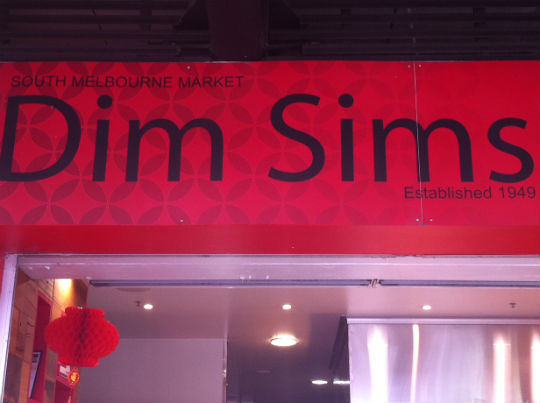 SOUTH MELBOURNE MARKET
Dim Sims
Established 1949